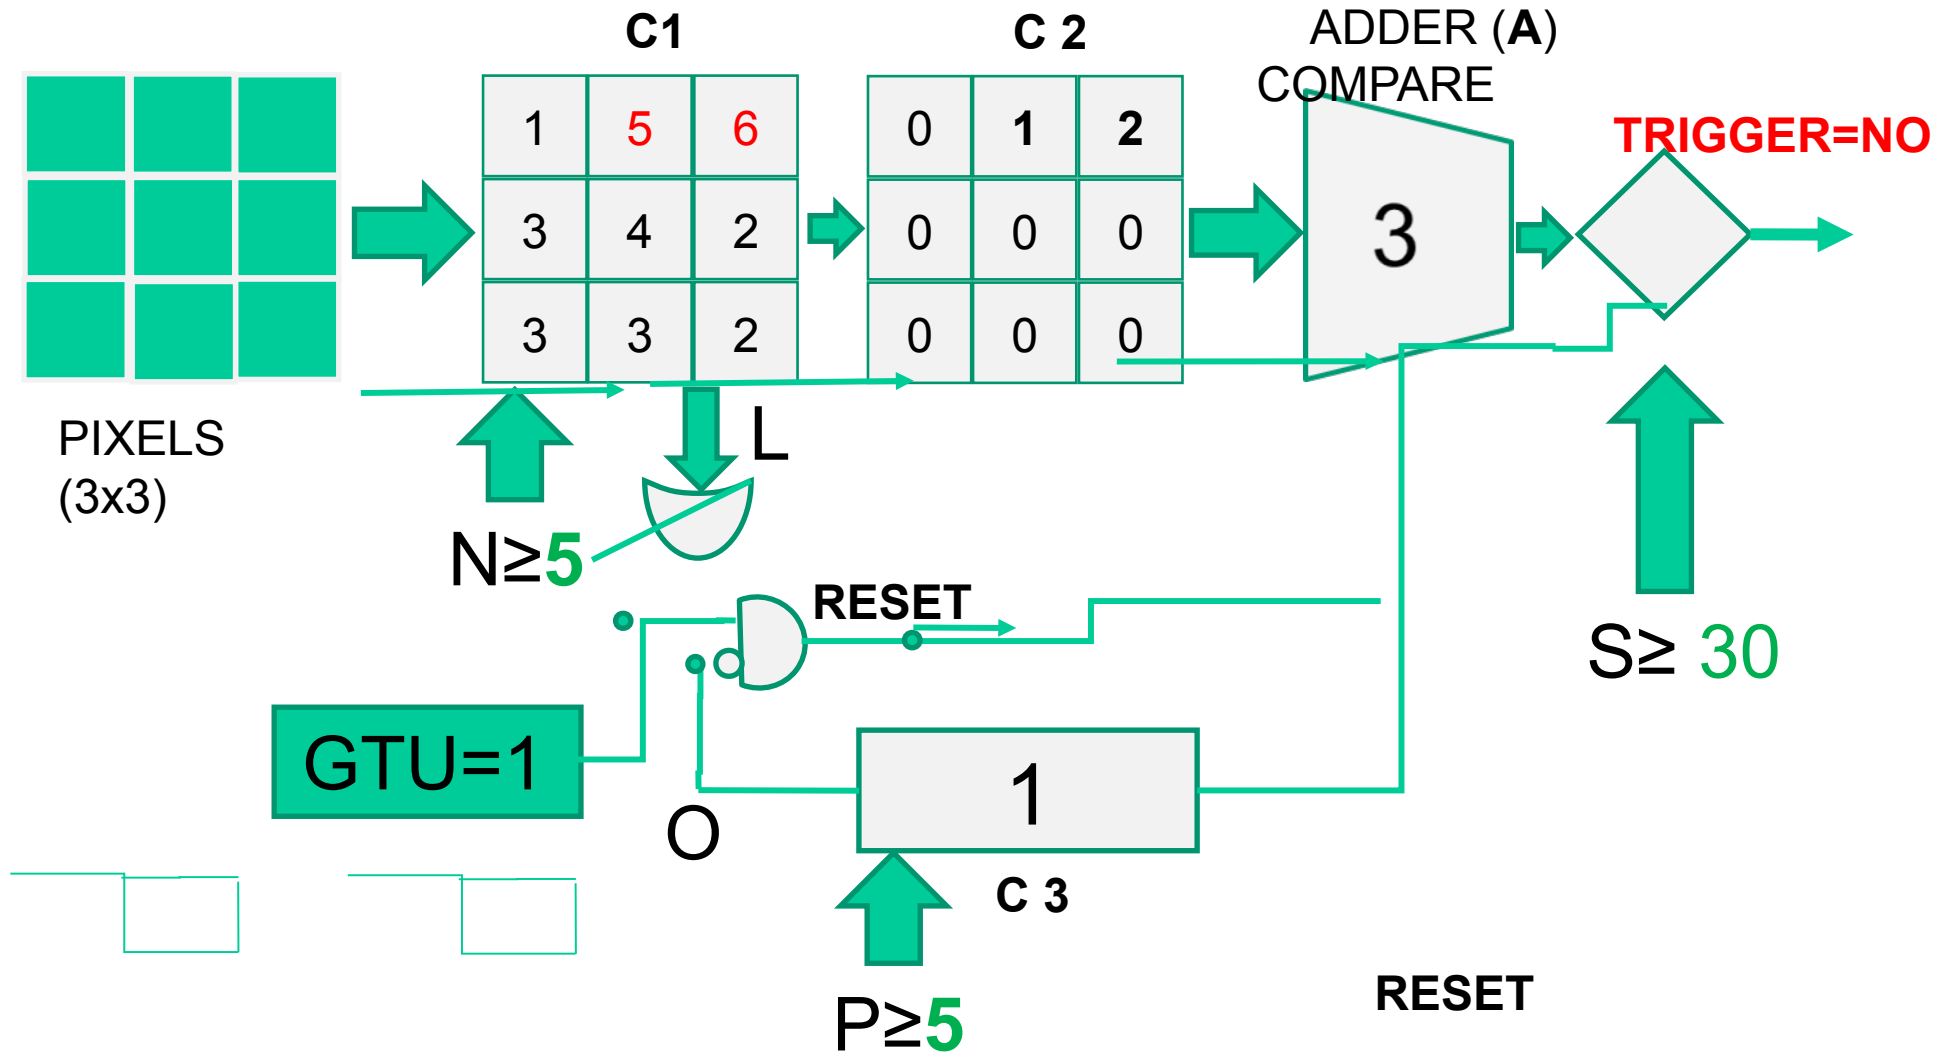 C1
C 2
ADDER (A)
COMPARE
TRIGGER=NO
1 5 6
0 1 2
3 4 2
0 0 0
3
3 3 2
0 0 0
PIXELS
(3x3)
L
N≥5
RESET
S≥ 30
GTU=1
1
O
C 3
P≥5
RESET